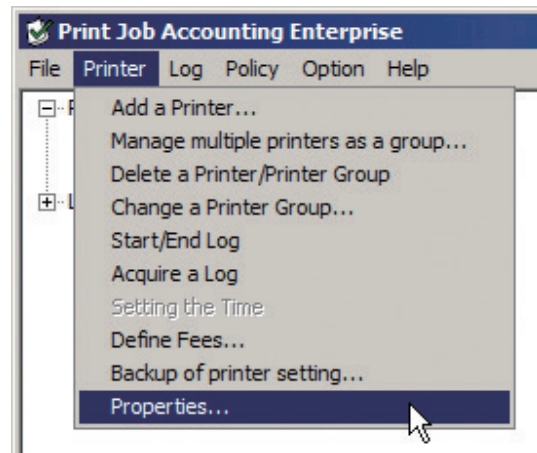 Print Job Accounting Enterprise
File Printer Log Policy Option Help
Add a Printer...
Manage multiple printers as a group...
Delete a Printer/Printer Group
Change a Printer Group...
Start/End Log
Acquire a Log
Setting the Time
Define Fees...
Backup of printer setting...
Properties...